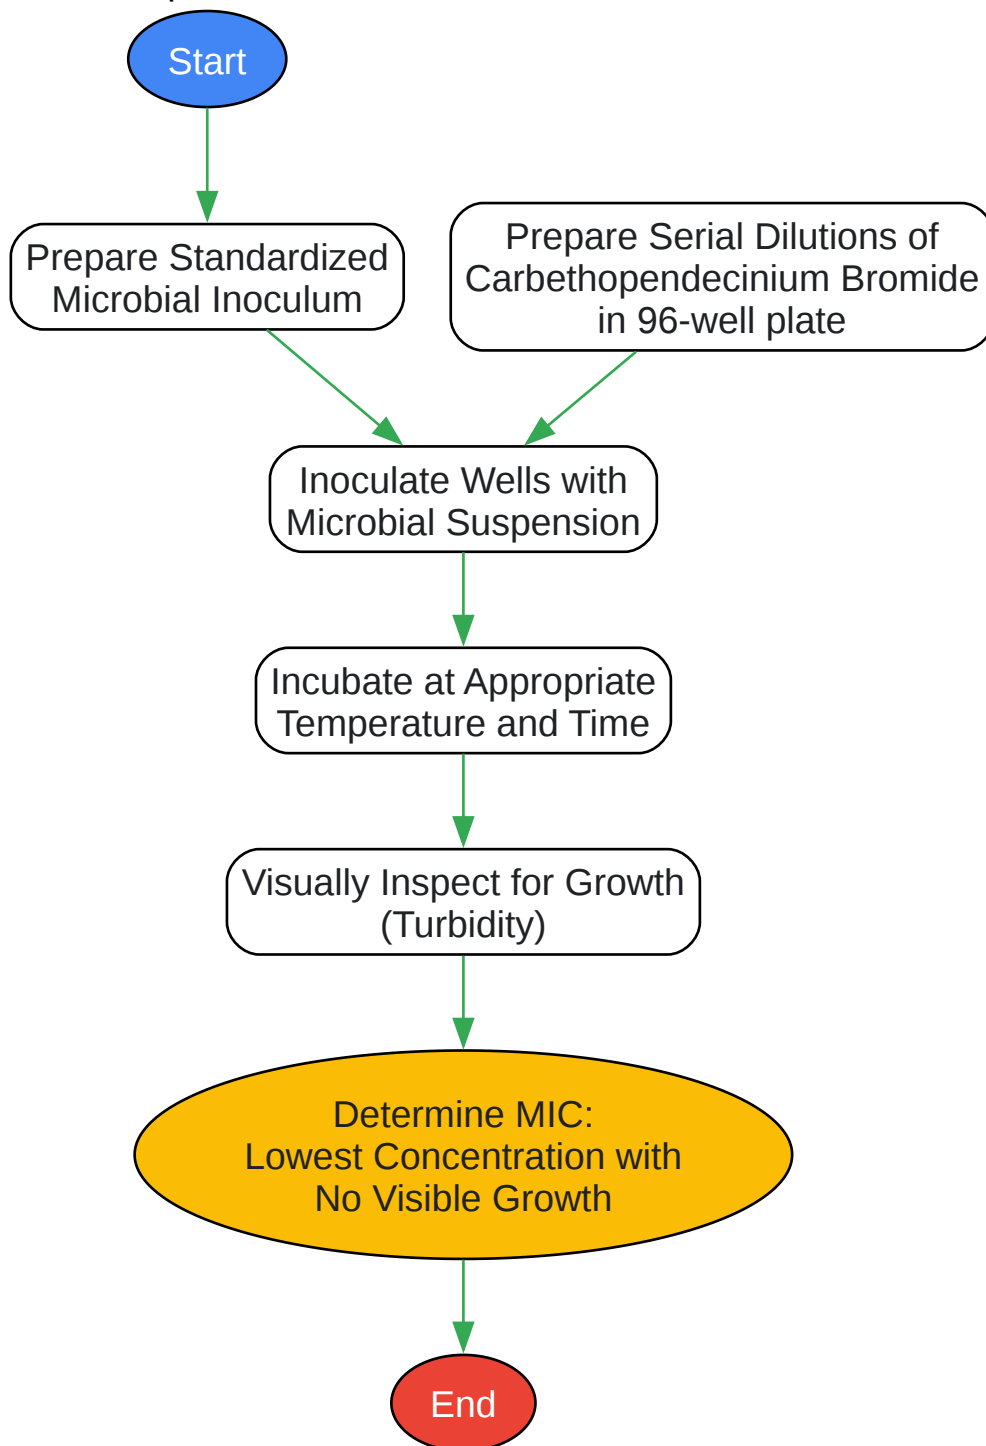 Start
Prepare Standardized
Microbial Inoculum
Prepare Serial Dilutions of
Carbethopendecinium Bromide
in 96-well plate
Inoculate Wells with
Microbial Suspension
Incubate at Appropriate
Temperature and Time
Visually Inspect for Growth
(Turbidity)
Determine MIC:
Lowest Concentration with
No Visible Growth
End